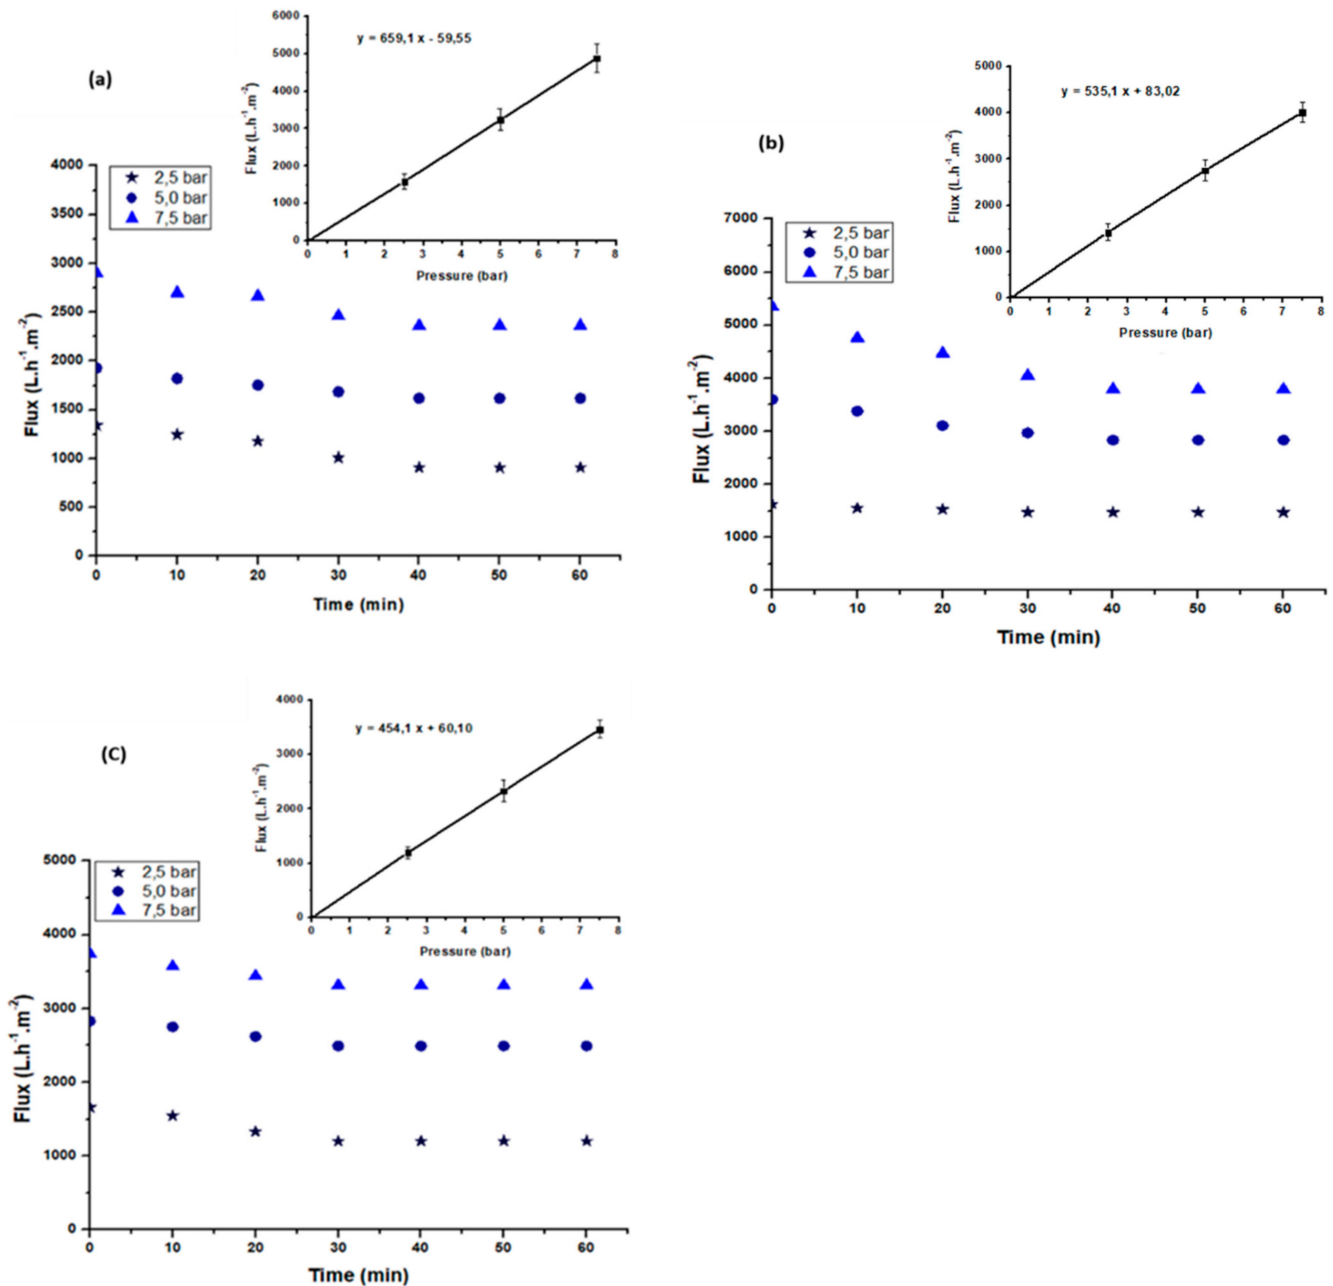 (a)
y = 659,1 x - 59,55
6000
5000
4000
3000
2000
1000
0
Flux (L.h⁻¹.m⁻²)
0 1 2 3 4 5 6 7 8
Pressure (bar)
2,5 bar
5,0 bar
7,5 bar
4000
3500
3000
2500
2000
1500
1000
500
0
Flux (L.h⁻¹.m⁻²)
0 10 20 30 40 50 60
Time (min)
(b)
y = 535,1 x + 83,02
5000
4000
3000
2000
1000
0
Flux (L.h⁻¹.m⁻²)
0 1 2 3 4 5 6 7 8
Pressure (bar)
2,5 bar
5,0 bar
7,5 bar
7000
6000
5000
4000
3000
2000
1000
0
Flux (L.h⁻¹.m⁻²)
0 10 20 30 40 50 60
Time (min)
(C)
y = 454,1 x + 60,10
4000
3000
2000
1000
0
Flux (L.h⁻¹.m⁻²)
0 1 2 3 4 5 6 7 8
Pressure (bar)
2,5 bar
5,0 bar
7,5 bar
5000
4000
3000
2000
1000
0
Flux (L.h⁻¹.m⁻²)
0 10 20 30 40 50 60
Time (min)